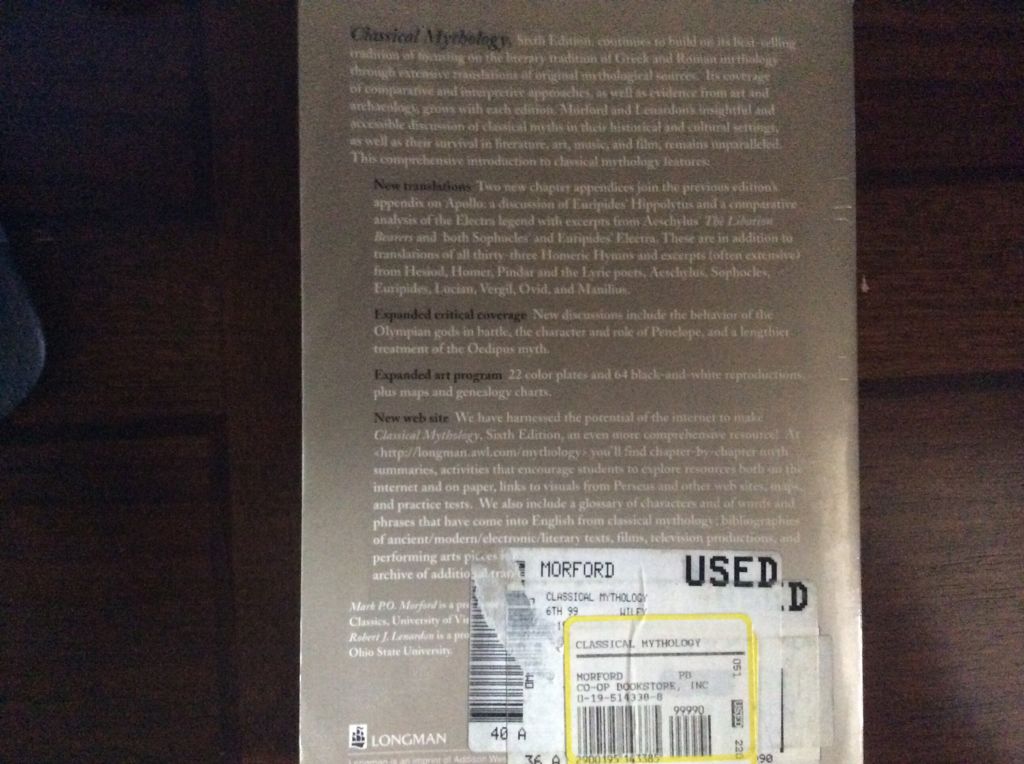 Classical Mythology, Sixth Edition, continues to build on its best-selling
tradition of focusing on the literary tradition of Greek and Roman mythology
through extensive translations of original mythological sources. Its coverage
of comparative and interpretive approaches, as well as evidence from art and
archaeology, grows with each edition. Morford and Lenardon's insightful and
accessible discussion of classical myths in their historical and cultural settings,
as well as their survival in literature, art, music, and film, remains unparalleled.
This comprehensive introduction to classical mythology features:
New translations Two new chapter appendices join the previous edition's
appendix on Apollo: a discussion of Euripides' Hippolytus and a comparative
analysis of the Electra legend with excerpts from Aeschylus' The Libation
Bearers and both Sophocles' and Euripides' Electra. These are in addition to
translations of all thirty-three Homeric Hymns and excerpts (often extensive)
from Hesiod, Homer, Pindar and the Lyric poets, Aeschylus, Sophocles,
Euripides, Lucian, Vergil, Ovid, and Manilius.
Expanded critical coverage New discussions include the behavior of the
Olympian gods in battle, the character and role of Penelope, and a lengthier
treatment of the Oedipus myth.
Expanded art program 22 color plates and 64 black-and-white reproductions,
plus maps and genealogy charts.
New web site We have harnessed the potential of the internet to make
Classical Mythology, Sixth Edition, an even more comprehensive resource! At
<http://longman.awl.com/mythology> you'll find chapter-by-chapter myth
summaries, activities that encourage students to explore resources both on the
internet and on paper, links to visuals from Perseus and other web sites, maps,
and practice tests. We also include a glossary of characters and of words and
phrases that have come into English from classical mythology; bibliographies
of ancient/modern/electronic/literary texts, films, television productions, and
performing arts pieces
archive of additional
Mark P.O. Morford is a
Classics, University of
Robert J. Lenardon is a
Ohio State University.
LONGMAN
Longman is an imprint of Addison
MORFORD USED
CLASSICAL MYTHOLOGY
6TH 99 WILEY
D
CLASSICAL MYTHOLOGY
MORFORD PB
CO-OP BOOKSTORE, INC
0-19-514338-8
99990
051
USED
40 A
36 A
90